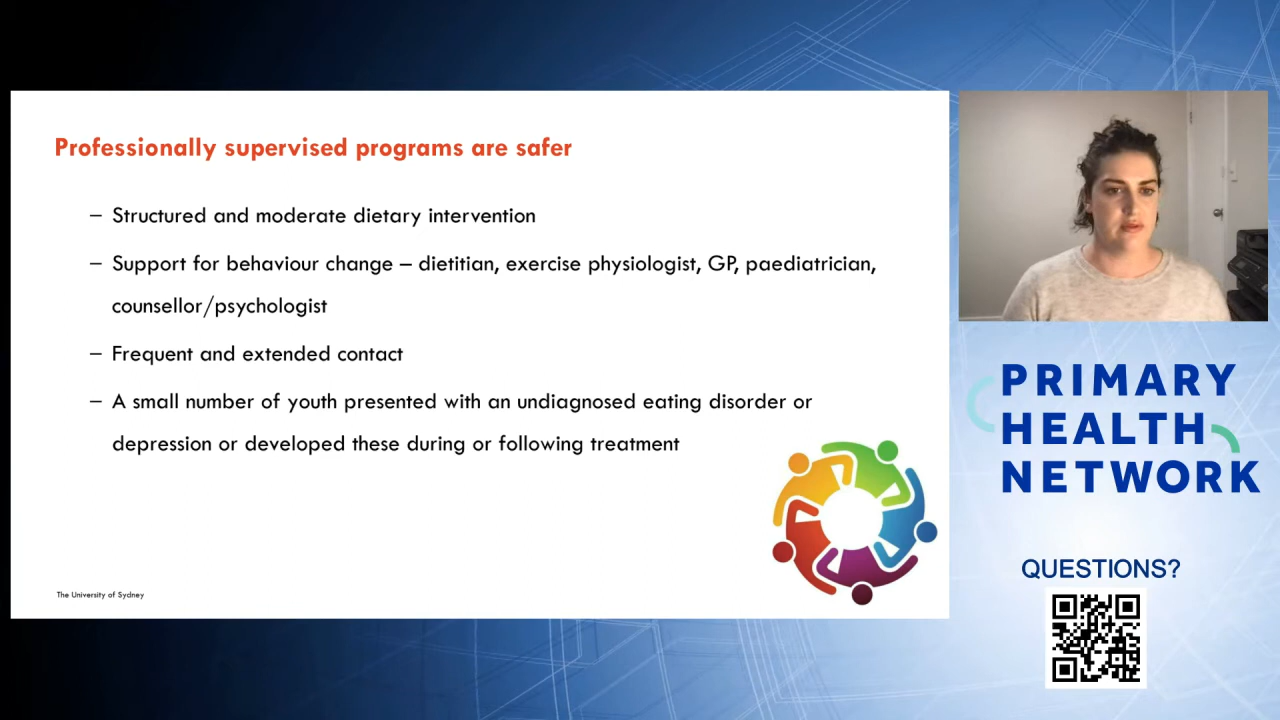 Professionally supervised programs are safer
– Structured and moderate dietary intervention
– Support for behaviour change – dietitian, exercise physiologist, GP, paediatrician,
counsellor/psychologist
– Frequent and extended contact
– A small number of youth presented with an undiagnosed eating disorder or
depression or developed these during or following treatment
The University of Sydney
PRIMARY
HEALTH
NETWORK
QUESTIONS?